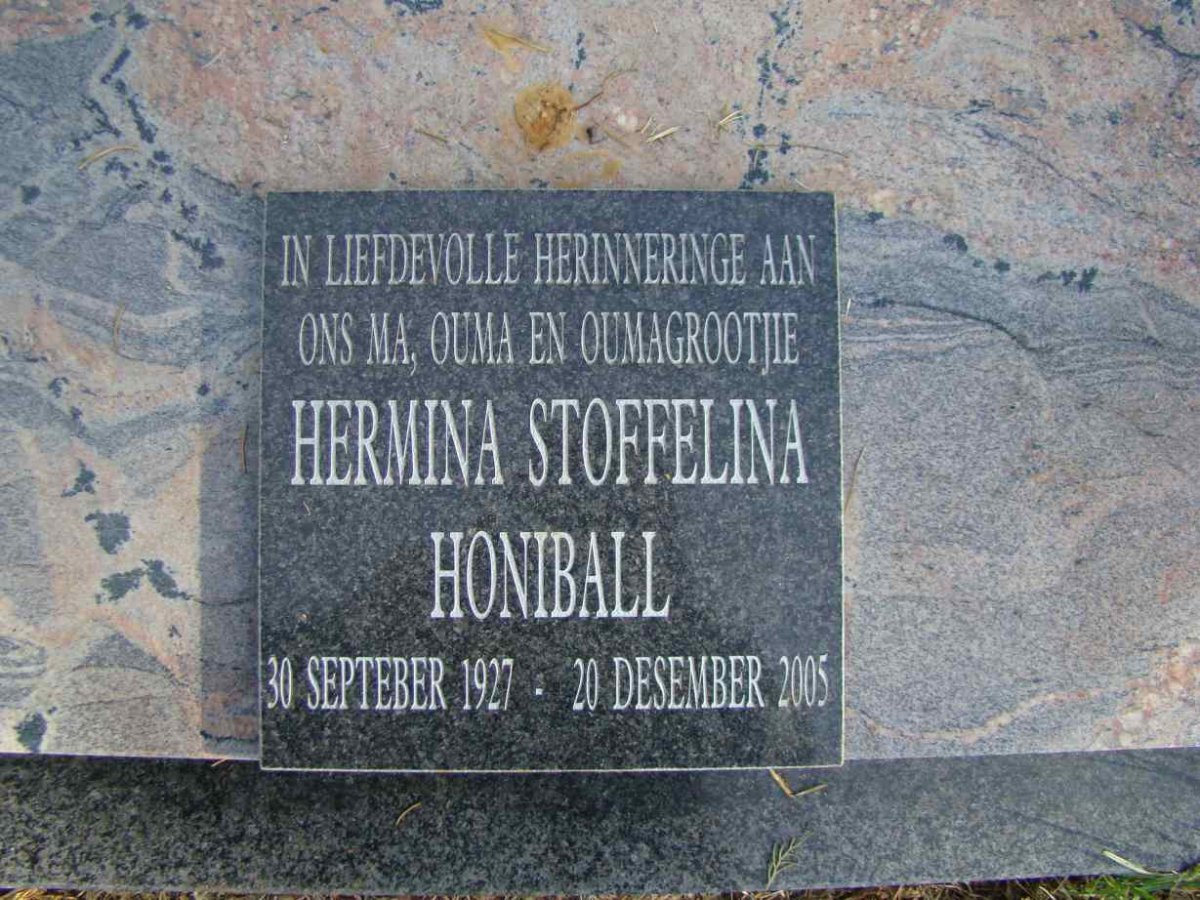 IN LIEFDEVOLLE HERINNERINGE AAN
ONS MA, OUMA EN OUMAGROOTJIE
HERMINA STOFFELINA
HONIBALL
30 SEPTEBER 1927 - 20 DESEMBER 2005